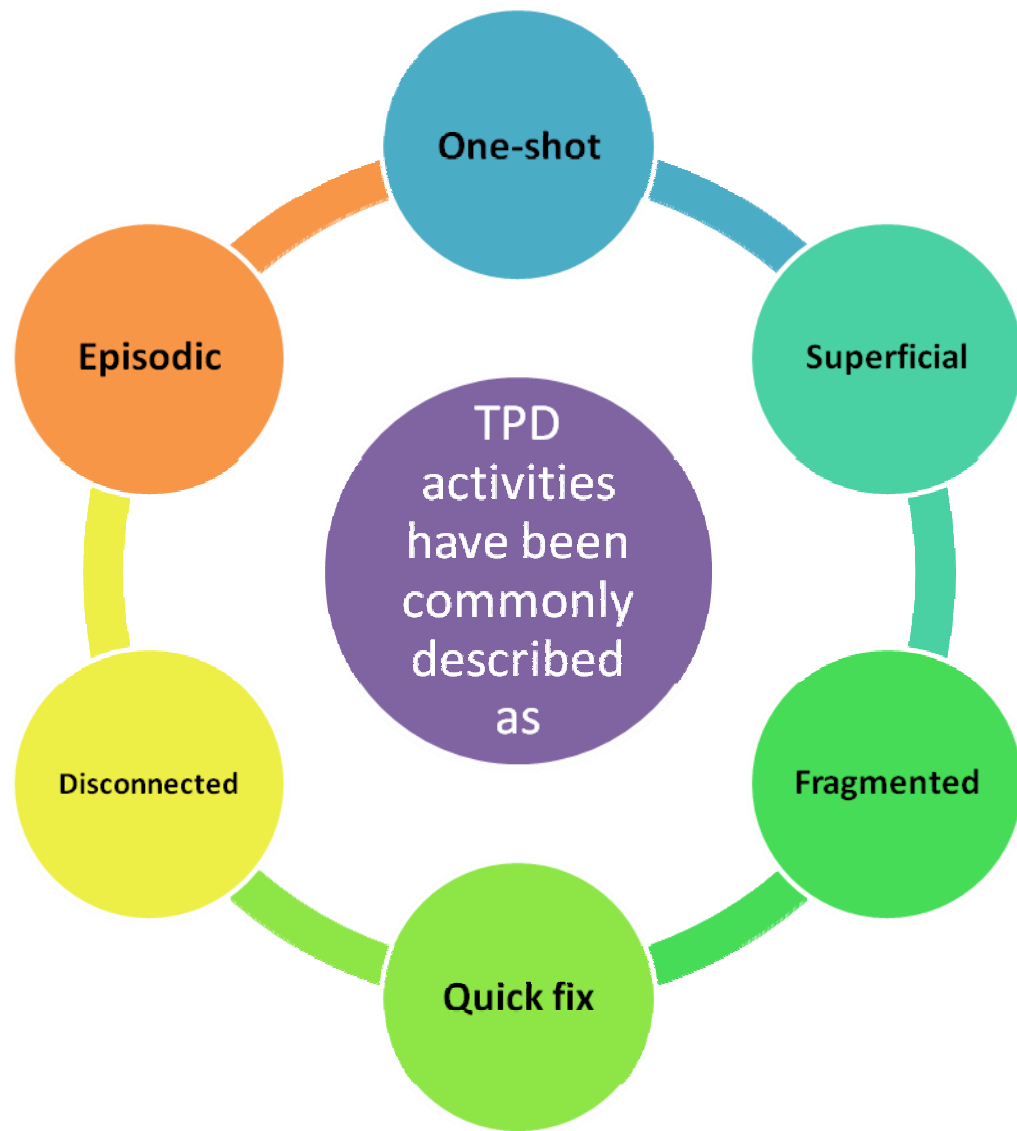 One-shot
Superficial
Fragmented
Quick fix
Disconnected
Episodic
TPD
activities
have been
commonly
described
as